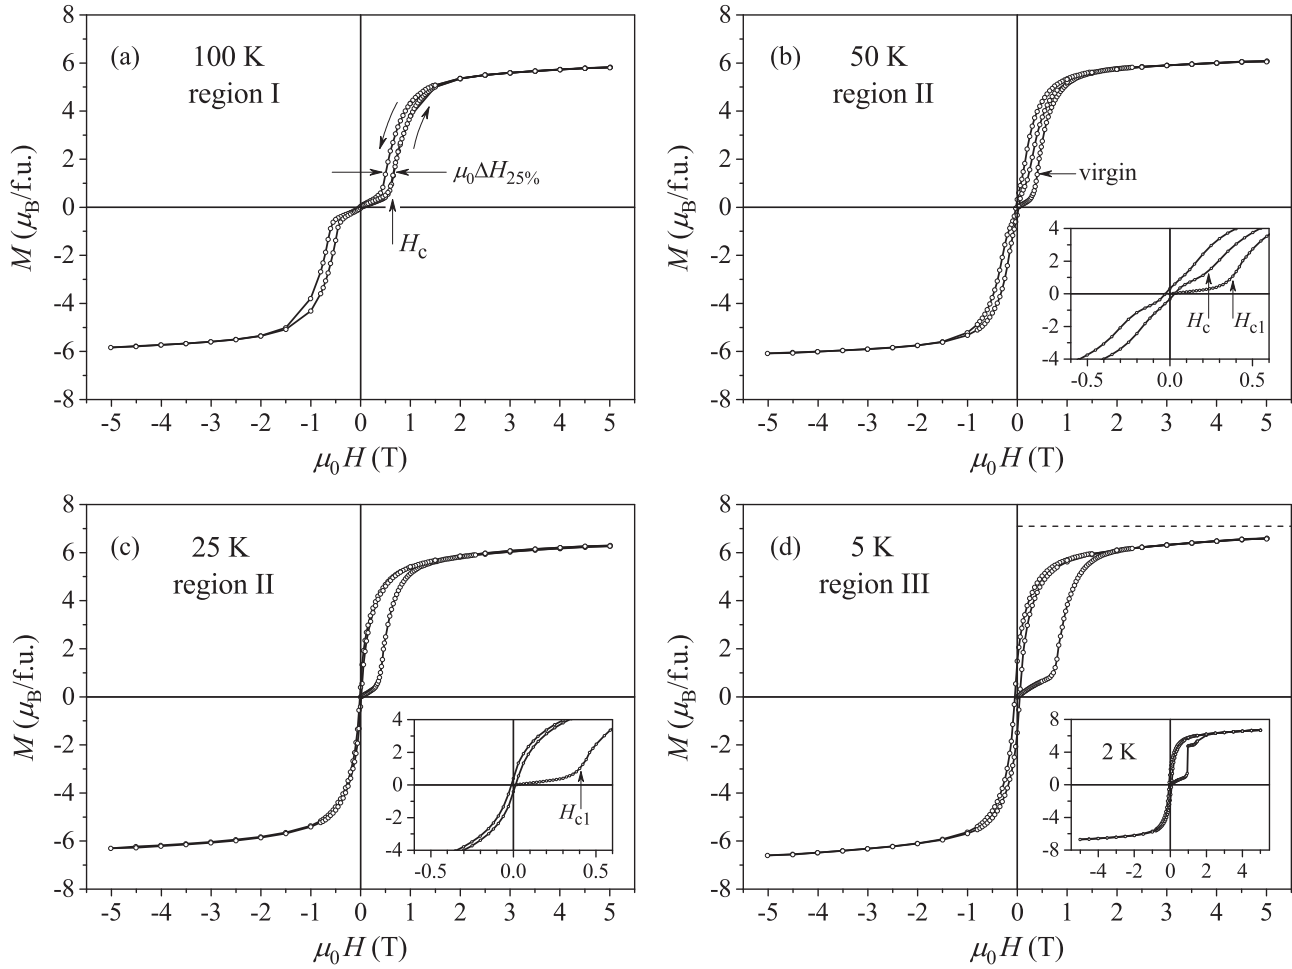 (a) 100 K
region I
μ₀ΔH₂₅%
Hc
M (μB/f.u.)
8
6
4
2
0
-2
-4
-6
-8
-5 -4 -3 -2 -1 0 1 2 3 4 5
μ₀H (T)
(b) 50 K
region II
virgin
M (μB/f.u.)
8
6
4
2
0
-2
-4
-6
-8
4
2
0
-2
-4
Hc Hc1
-0.5 0.0 0.5
-5 -4 -3 -2 -1 0 1 2 3 4 5
μ₀H (T)
(c) 25 K
region II
M (μB/f.u.)
8
6
4
2
0
-2
-4
-6
-8
4
2
0
-2
-4
Hc1
-0.5 0.0 0.5
-5 -4 -3 -2 -1 0 1 2 3 4 5
μ₀H (T)
(d) 5 K
region III
M (μB/f.u.)
8
6
4
2
0
-2
-4
-6
-8
2 K
8
4
0
-4
-8
-4 -2 0 2 4
-5 -4 -3 -2 -1 0 1 2 3 4 5
μ₀H (T)